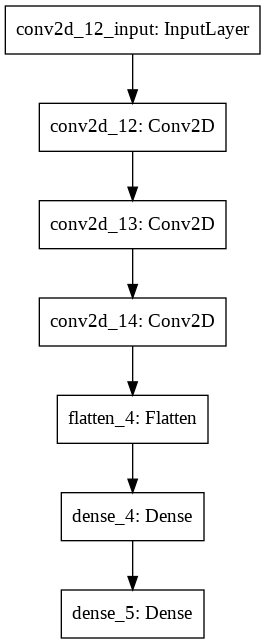 conv2d_12_input: InputLayer
conv2d_12: Conv2D
conv2d_13: Conv2D
conv2d_14: Conv2D
flatten_4: Flatten
dense_4: Dense
dense_5: Dense